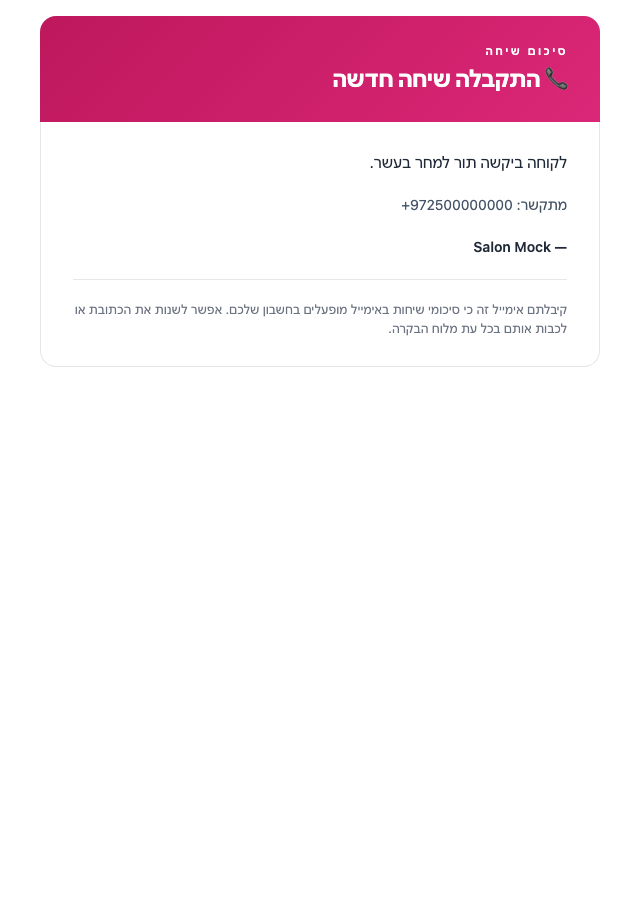 סיכום שיחה
📞 התקבלה שיחה חדשה
לקוחה ביקשה תור למחר בעשר.
מתקשר: 972500000000+
— Salon Mock
קיבלתם אימייל זה כי סיכומי שיחות באימייל מופעלים בחשבון שלכם. אפשר לשנות את הכתובת או
לכבות אותם בכל עת מלוח הבקרה.